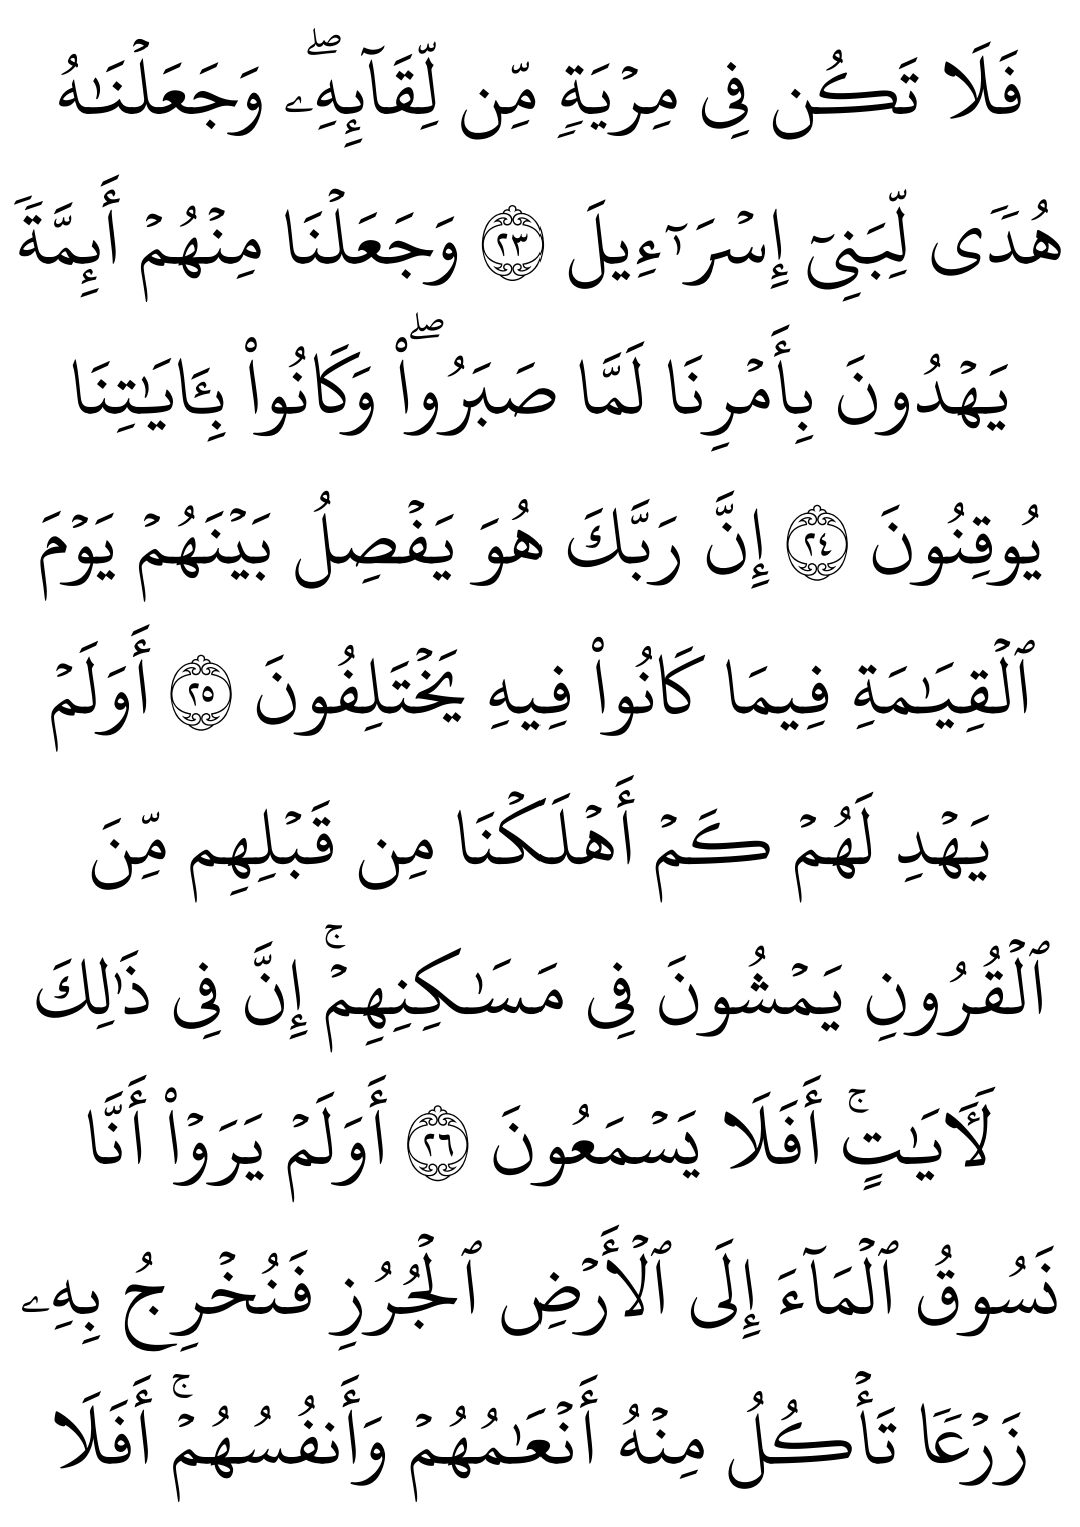 فَلَا تَكُن فِى مِرۡيَةٖ مِّن لِّقَآئِهِۦۖ وَجَعَلۡنَٰهُ
هُدٗى لِّبَنِىٓ إِسۡرَٰٓءِيلَ ٢٣ وَجَعَلۡنَا مِنۡهُمۡ أَئِمَّةٗ
يَهۡدُونَ بِأَمۡرِنَا لَمَّا صَبَرُواْۖ وَكَانُواْ بِـَٔايَٰتِنَا
يُوقِنُونَ ٢٤ إِنَّ رَبَّكَ هُوَ يَفۡصِلُ بَيۡنَهُمۡ يَوۡمَ
ٱلۡقِيَٰمَةِ فِيمَا كَانُواْ فِيهِ يَخۡتَلِفُونَ ٢٥ أَوَلَمۡ
يَهۡدِ لَهُمۡ كَمۡ أَهۡلَكۡنَا مِن قَبۡلِهِم مِّنَ
ٱلۡقُرُونِ يَمۡشُونَ فِى مَسَٰكِنِهِمۡۚ إِنَّ فِى ذَٰلِكَ
لَأٓيَٰتٍۚ أَفَلَا يَسۡمَعُونَ ٢٦ أَوَلَمۡ يَرَوۡاْ أَنَّا
نَسُوقُ ٱلۡمَآءَ إِلَى ٱلۡأَرۡضِ ٱلۡجُرُزِ فَنُخۡرِجُ بِهِۦ
زَرۡعٗا تَأۡكُلُ مِنۡهُ أَنۡعَٰمُهُمۡ وَأَنفُسُهُمۡۚ أَفَلَا